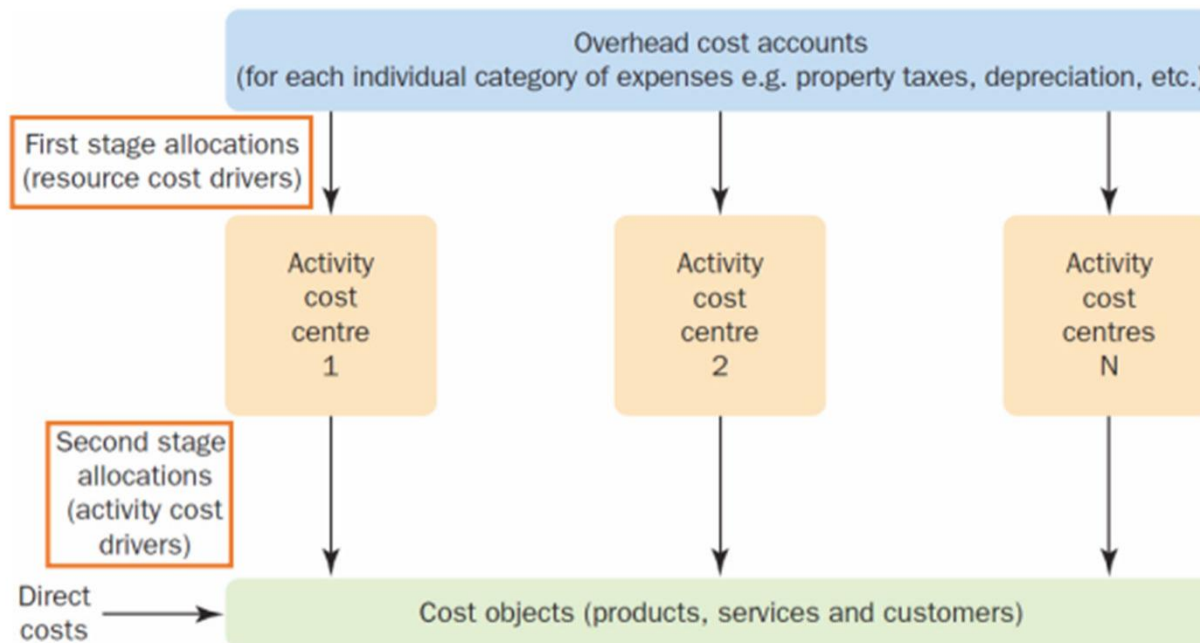 Overhead cost accounts
(for each individual category of expenses e.g. property taxes, depreciation, etc.)
First stage allocations
(resource cost drivers)
Activity
cost
centre
1
Activity
cost
centre
2
Activity
cost
centres
N
Second stage
allocations
(activity cost
drivers)
Direct
costs
Cost objects (products, services and customers)